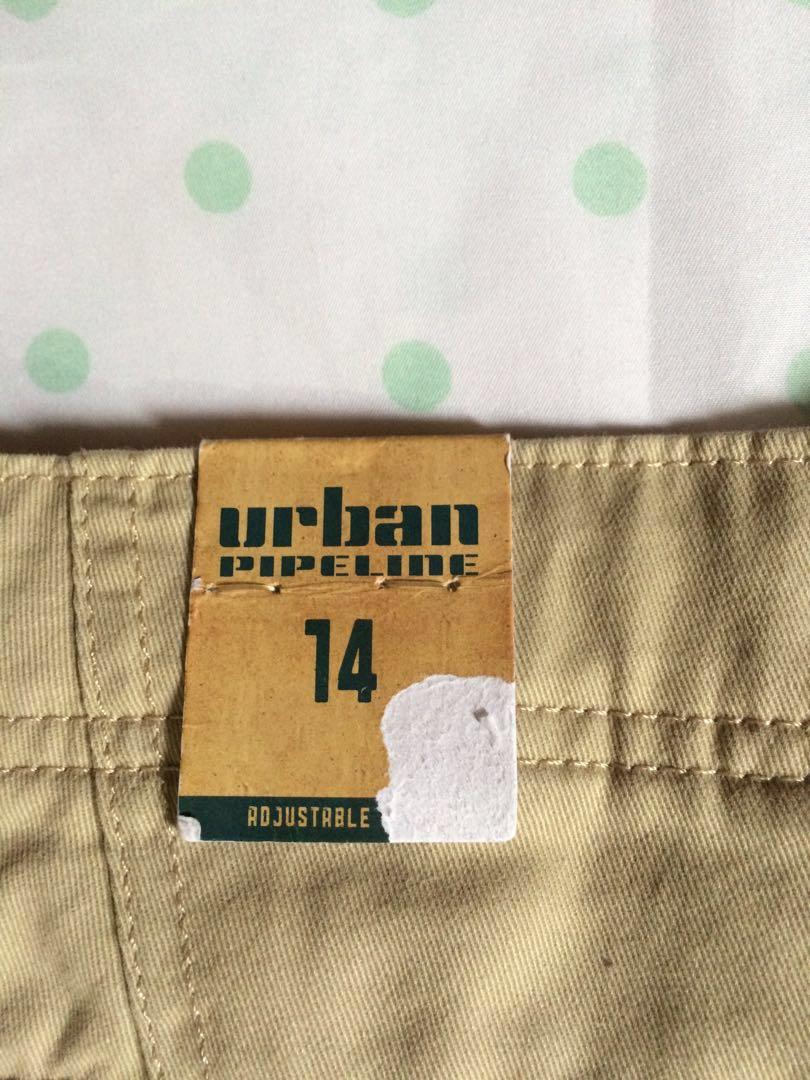 urban
PIPELINE
14
ADJUSTABLE